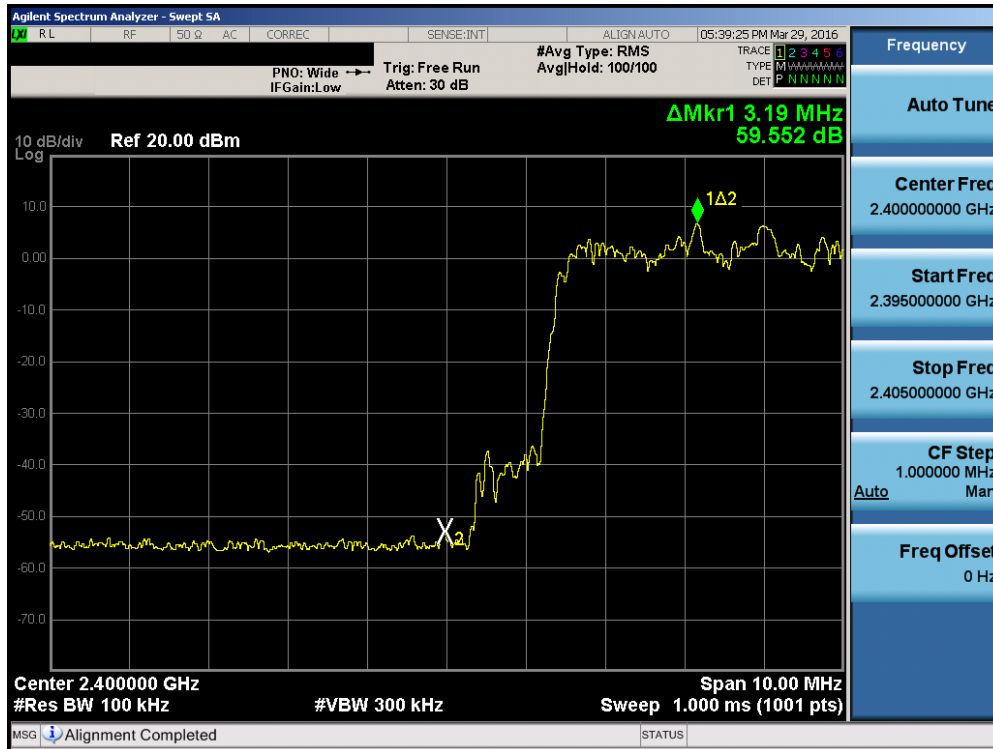 Agilent Spectrum Analyzer - Swept SA
LXI RL RF 50 Ω AC CORREC SENSE:INT ALIGNAUTO 05:39:25 PM Mar 29, 2016
PNO: Wide
IFGain:Low
Trig: Free Run
Atten: 30 dB
#Avg Type: RMS
Avg|Hold: 100/100
TRACE 1 2 3 4 5 6
TYPE M
DET P N N N N N
ΔMkr1 3.19 MHz
59.552 dB
10 dB/div Ref 20.00 dBm
Log
10.0
0.00
-10.0
-20.0
-30.0
-40.0
-50.0
-60.0
-70.0
1Δ2
X2
Center 2.400000 GHz Span 10.00 MHz
#Res BW 100 kHz #VBW 300 kHz Sweep 1.000 ms (1001 pts)
MSG Alignment Completed STATUS
Frequency
Auto Tune
Center Freq
2.400000000 GHz
Start Freq
2.395000000 GHz
Stop Freq
2.405000000 GHz
CF Step
1.000000 MHz
Auto Man
Freq Offset
0 Hz